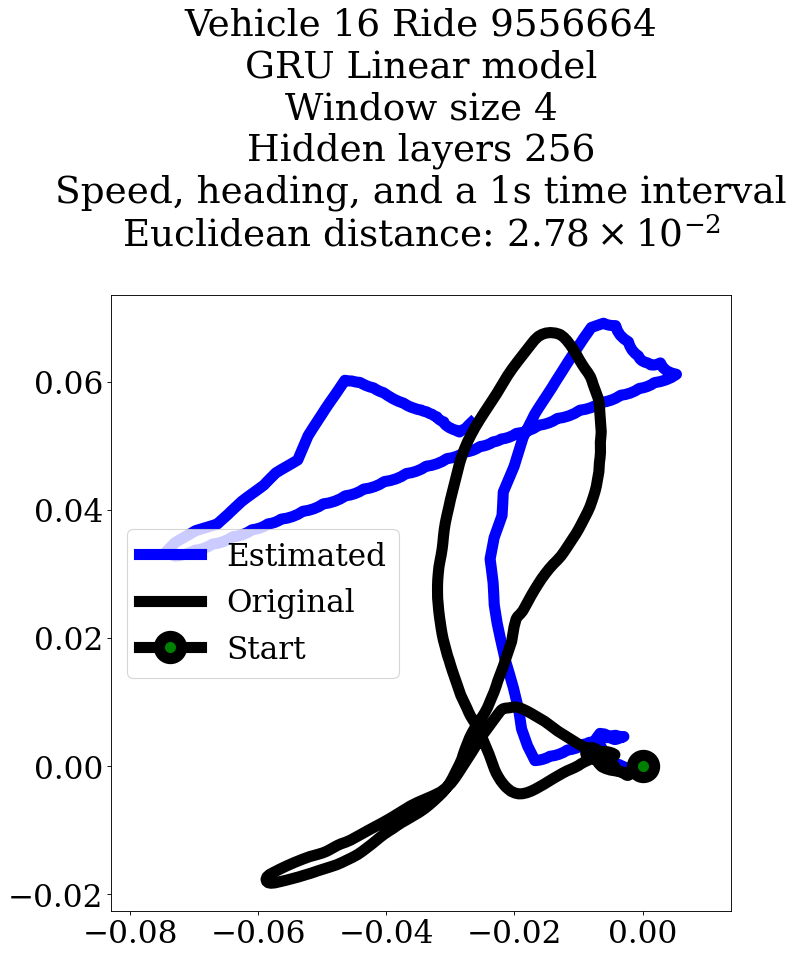 Vehicle 16 Ride 9556664
GRU Linear model
Window size 4
Hidden layers 256
Speed, heading, and a 1s time interval
Euclidean distance: 2.78 × 10⁻²
0.06
0.04
0.02
0.00
−0.02
Estimated
Original
Start
−0.08 −0.06 −0.04 −0.02 0.00